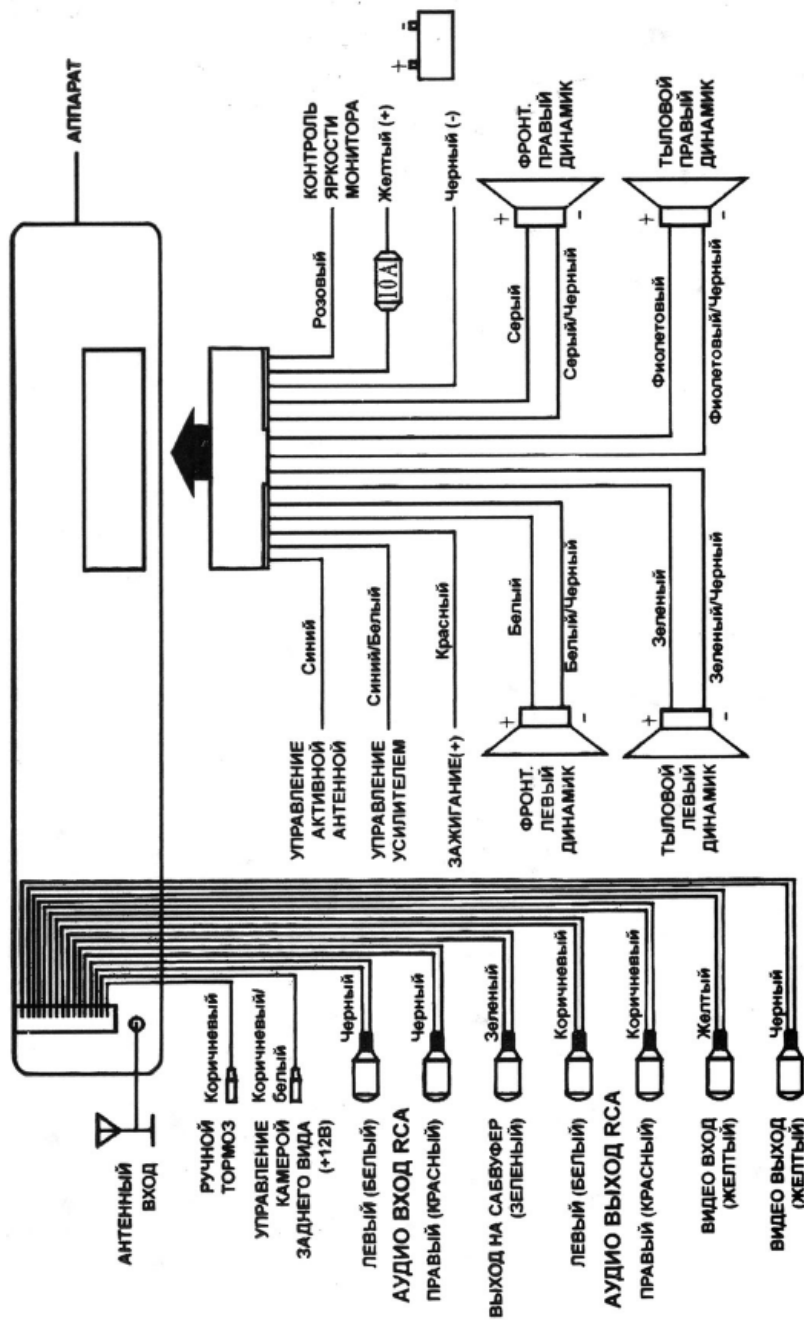 АППАРАТ
АНТЕННЫЙ
ВХОД
РУЧНОЙ
ТОРМОЗ
Коричневый
УПРАВЛЕНИЕ
КАМЕРОЙ
ЗАДНЕГО ВИДА
(+12В)
Коричневый/
белый
ЛЕВЫЙ (БЕЛЫЙ)
Черный
АУДИО ВХОД RCA
ПРАВЫЙ (КРАСНЫЙ)
Черный
ВЫХОД НА САБВУФЕР
(ЗЕЛЕНЫЙ)
Зеленый
ЛЕВЫЙ (БЕЛЫЙ)
Коричневый
АУДИО ВЫХОД RCA
ПРАВЫЙ (КРАСНЫЙ)
Коричневый
ВИДЕО ВХОД
(ЖЕЛТЫЙ)
Желтый
ВИДЕО ВЫХОД
(ЖЕЛТЫЙ)
Черный
УПРАВЛЕНИЕ
АКТИВНОЙ
АНТЕННОЙ
Синий
УПРАВЛЕНИЕ
УСИЛИТЕЛЕМ
Синий/Белый
ЗАЖИГАНИЕ(+)
Красный
ФРОНТ.
ЛЕВЫЙ
ДИНАМИК
+
-
Белый
Белый/Черный
ТЫЛОВОЙ
ЛЕВЫЙ
ДИНАМИК
+
-
Зеленый
Зеленый/Черный
Розовый
КОНТРОЛЬ
ЯРКОСТИ
МОНИТОРА
10A
Желтый (+)
Черный (-)
+
-
Серый
Серый/Черный
+
-
ФРОНТ.
ПРАВЫЙ
ДИНАМИК
Фиолетовый
Фиолетовый/Черный
+
-
ТЫЛОВОЙ
ПРАВЫЙ
ДИНАМИК